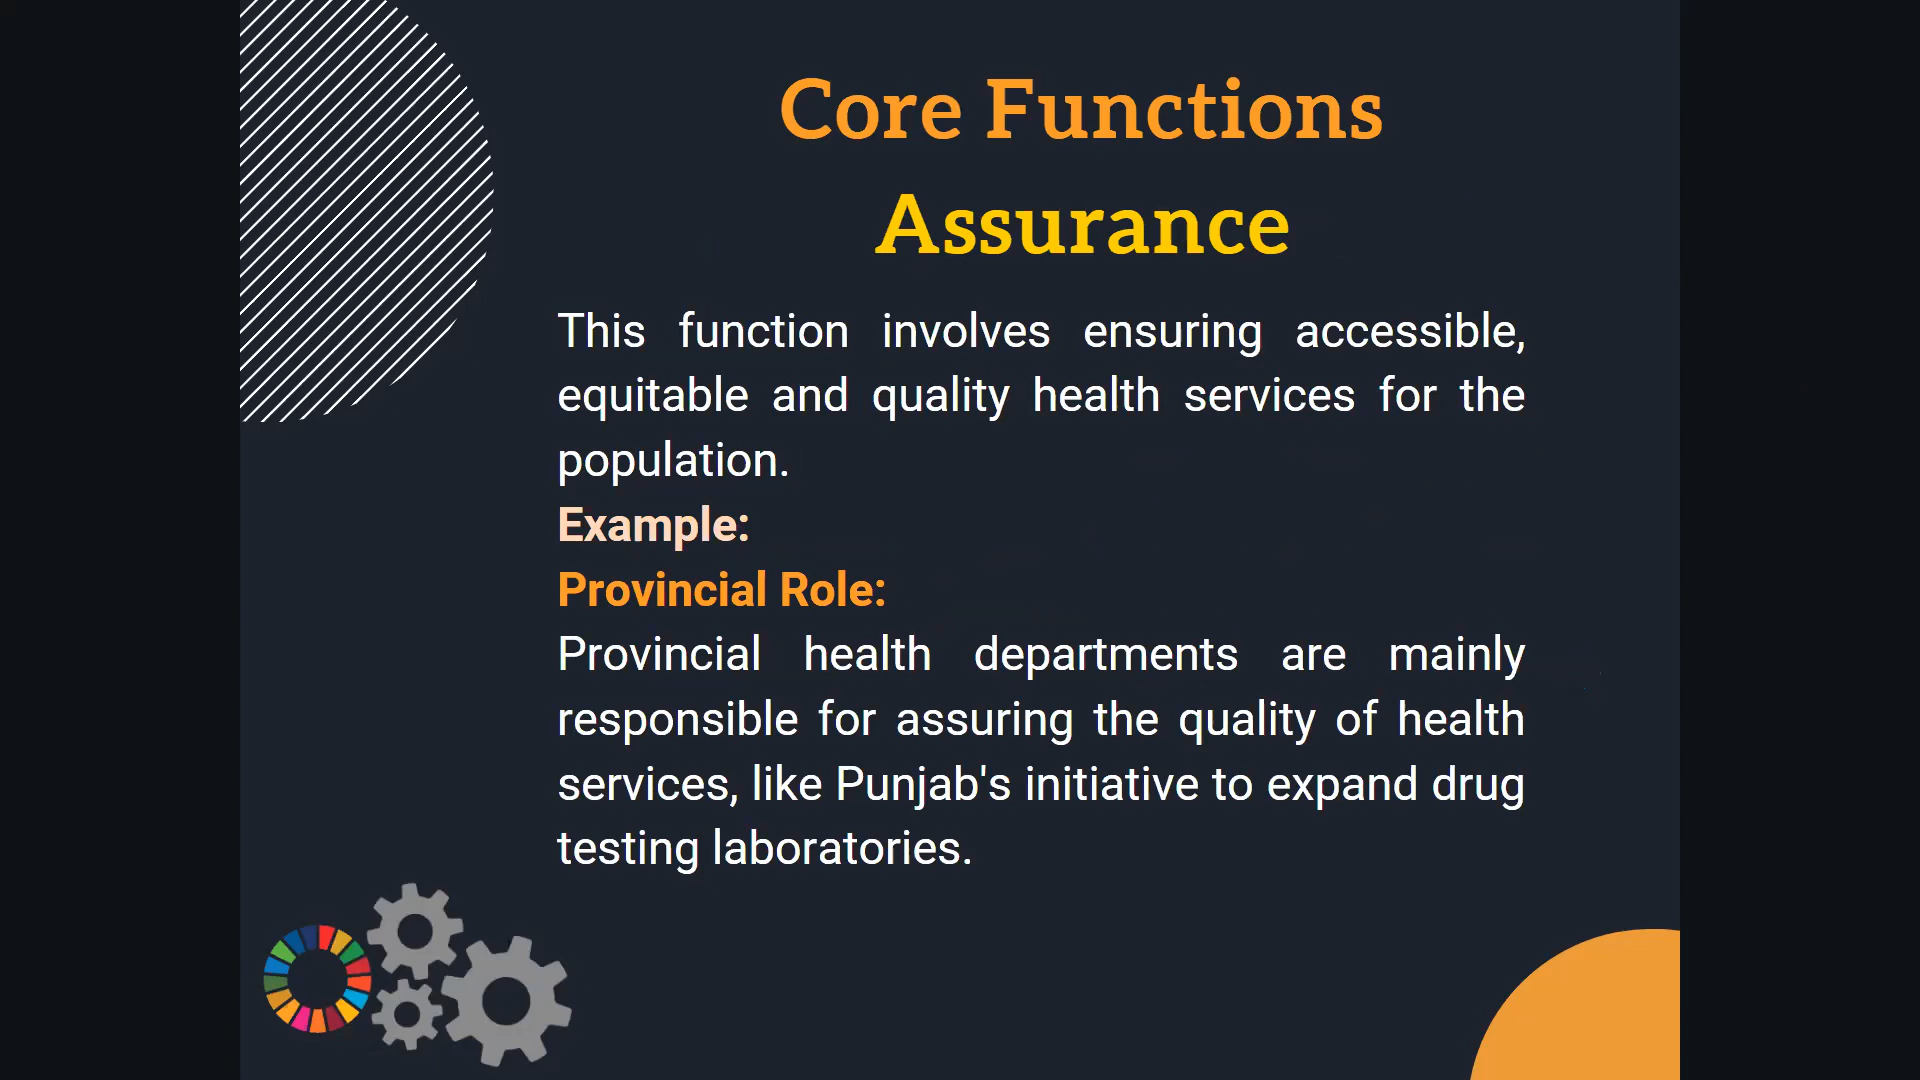 Core Functions
Assurance
This function involves ensuring accessible,
equitable and quality health services for the
population.
Example:
Provincial Role:
Provincial health departments are mainly
responsible for assuring the quality of health
services, like Punjab's initiative to expand drug
testing laboratories.